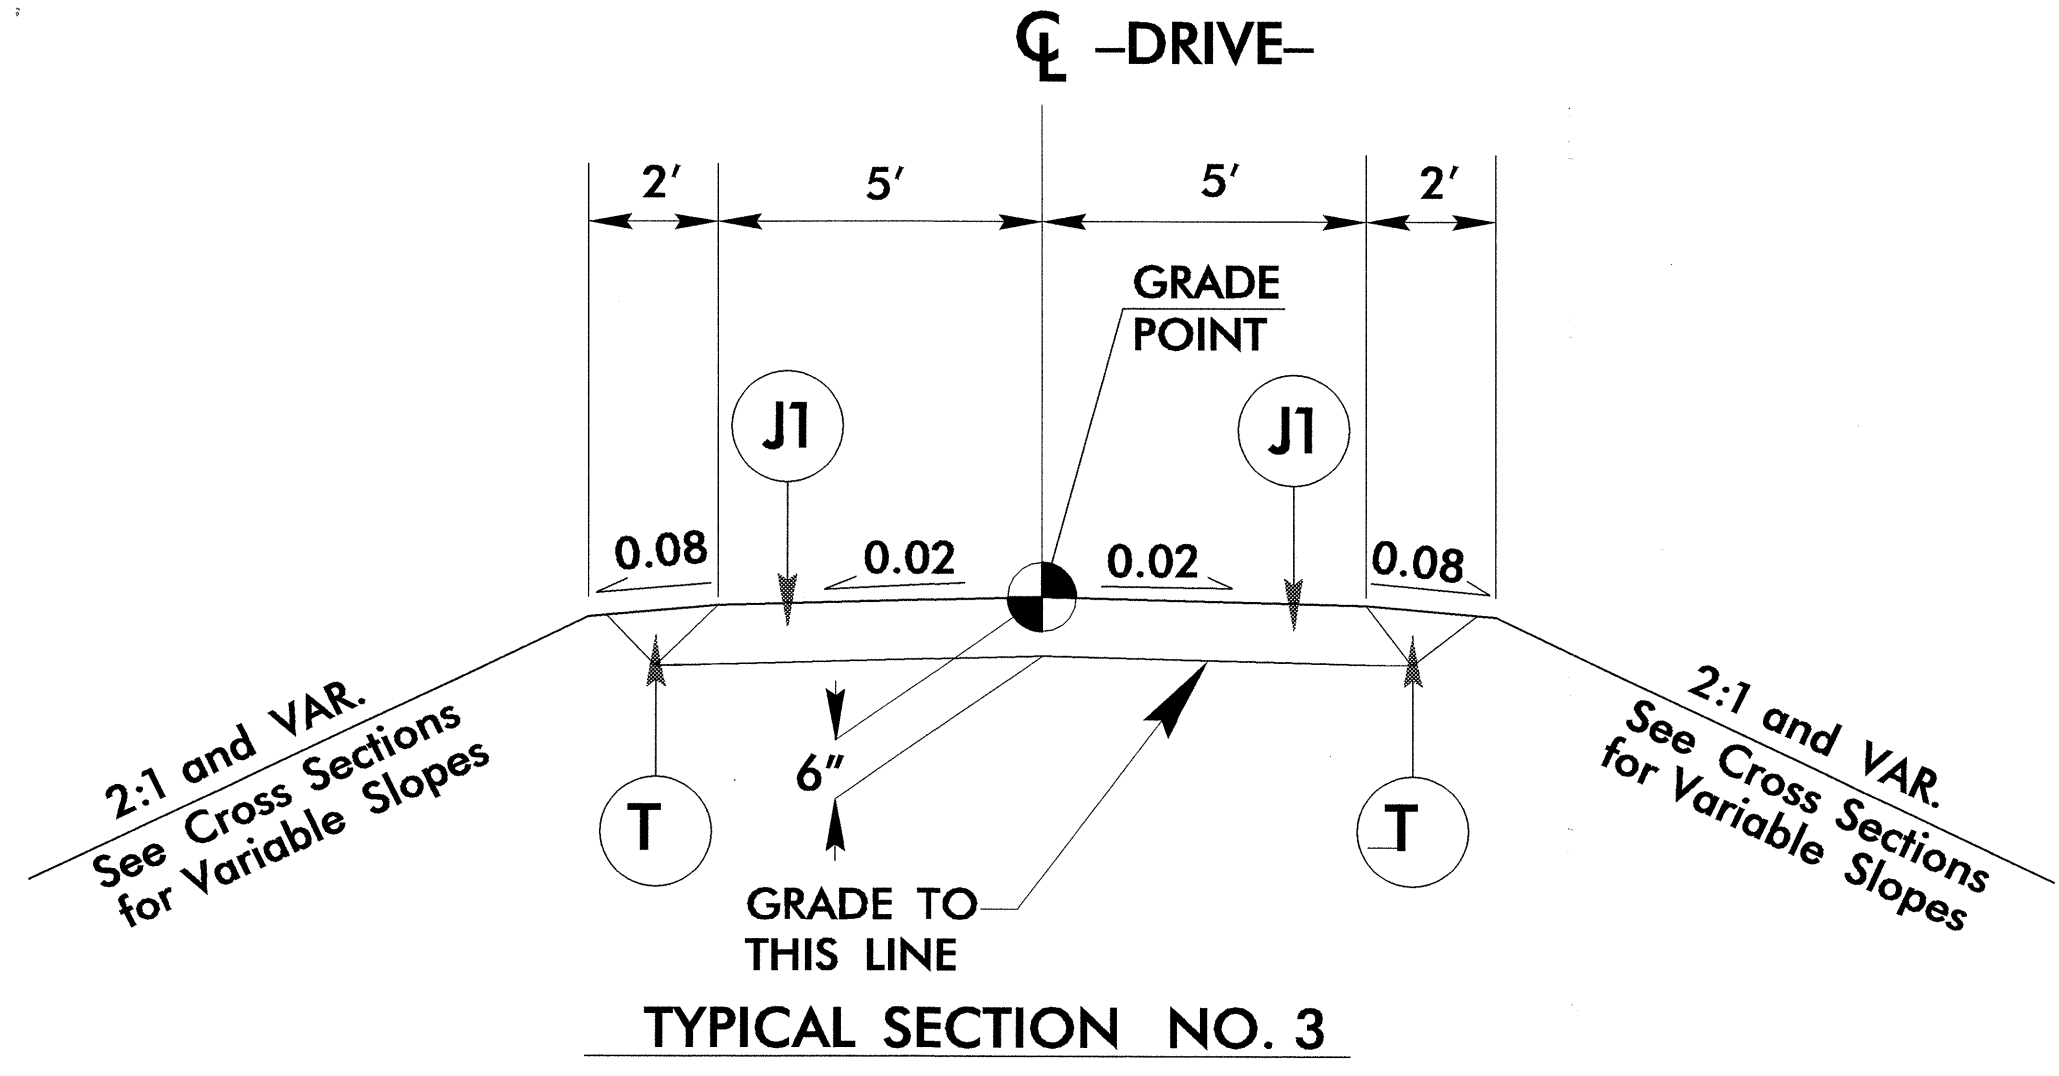 ℄ –DRIVE–
2' 5' 5' 2'
GRADE
POINT
J1 J1
0.08 0.02 0.02 0.08
2:1 and VAR.
See Cross Sections
for Variable Slopes
2:1 and VAR.
See Cross Sections
for Variable Slopes
6"
T T
GRADE TO
THIS LINE
TYPICAL SECTION NO. 3